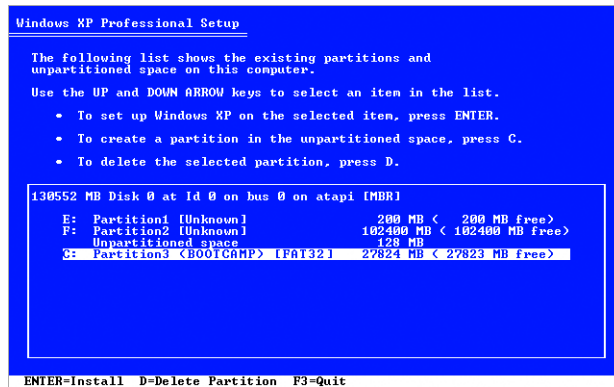 Windows XP Professional Setup
The following list shows the existing partitions and
unpartitioned space on this computer.
Use the UP and DOWN ARROW keys to select an item in the list.
• To set up Windows XP on the selected item, press ENTER.
• To create a partition in the unpartitioned space, press C.
• To delete the selected partition, press D.
130552 MB Disk 0 at Id 0 on bus 0 on atapi [MBR]
E: Partition1 [Unknown] 200 MB ( 200 MB free)
F: Partition2 [Unknown] 102400 MB ( 102400 MB free)
Unpartitioned space 128 MB
C: Partition3 (BOOTCAMP) [FAT32] 27824 MB ( 27823 MB free)
ENTER=Install D=Delete Partition F3=Quit